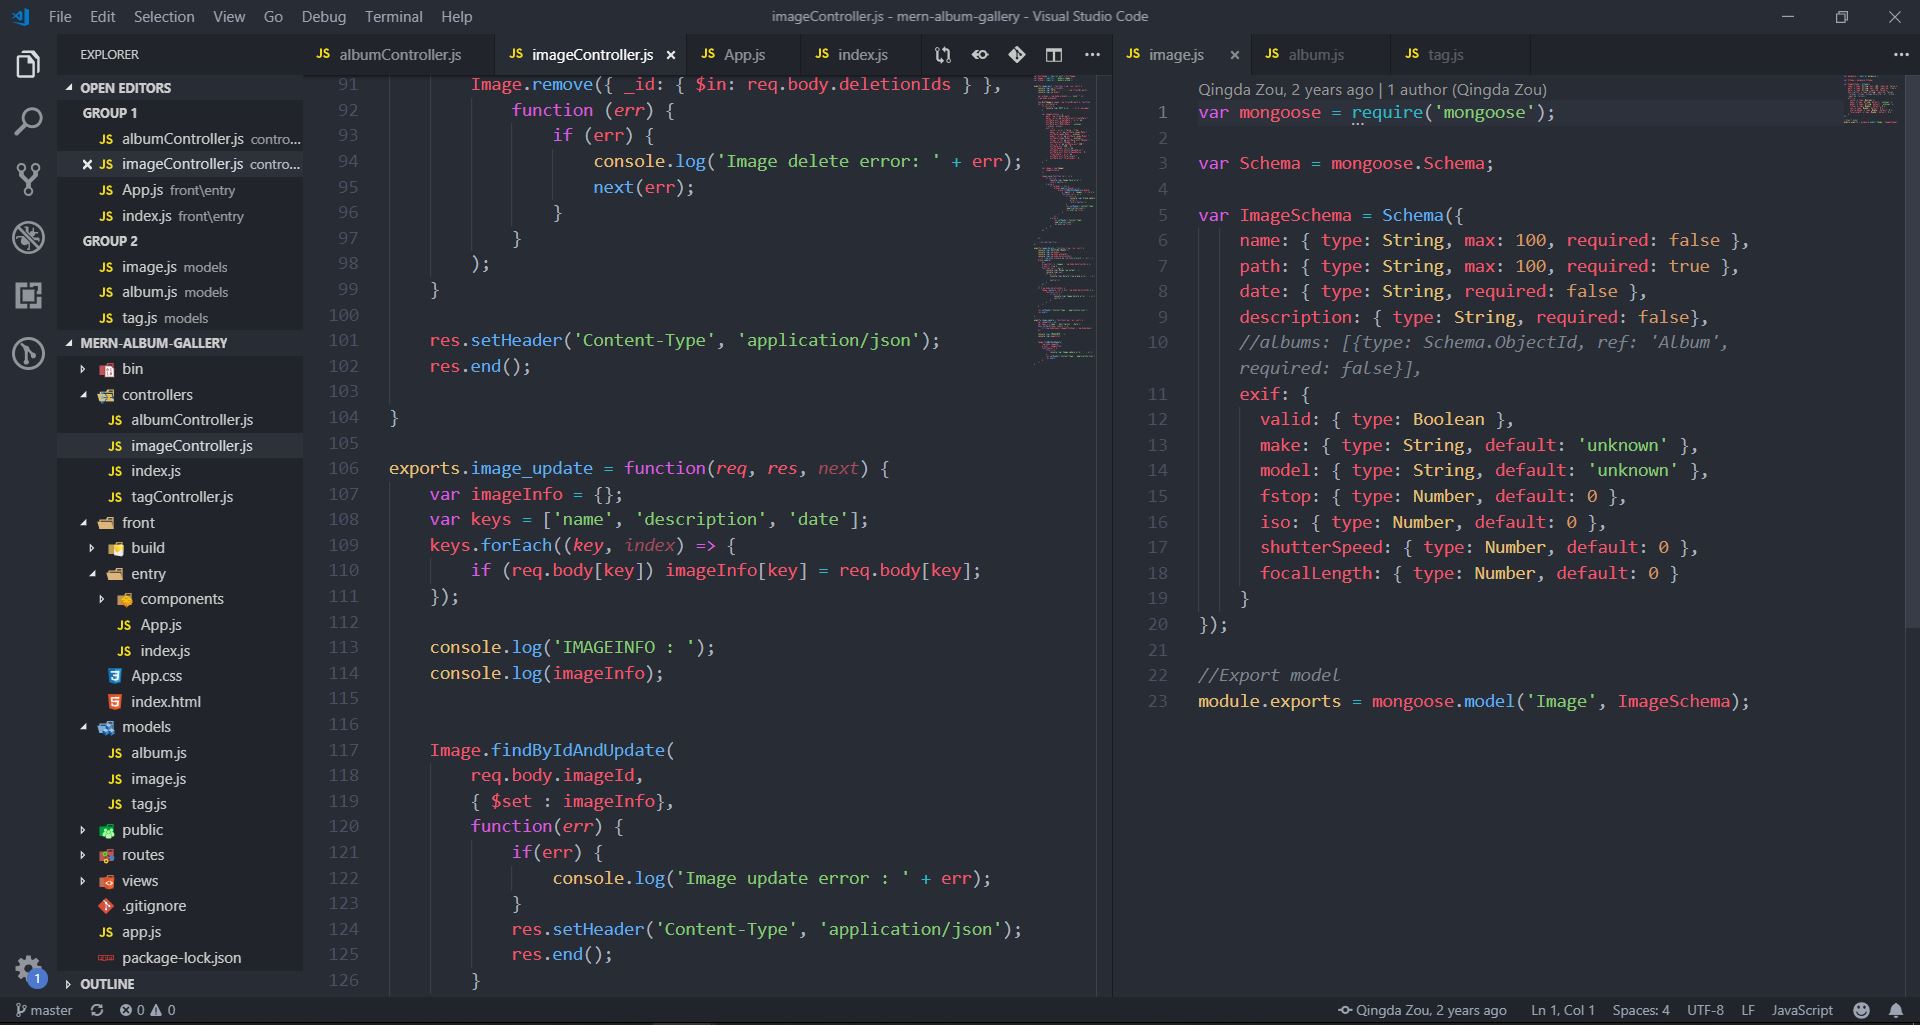 File Edit Selection View Go Debug Terminal Help
imageController.js - mern-album-gallery - Visual Studio Code
EXPLORER
OPEN EDITORS
GROUP 1
JS albumController.js contro...
JS imageController.js contro...
JS App.js front\entry
JS index.js front\entry
GROUP 2
JS image.js models
JS album.js models
JS tag.js models
MERN-ALBUM-GALLERY
bin
controllers
JS albumController.js
JS imageController.js
JS index.js
JS tagController.js
front
build
entry
components
JS App.js
JS index.js
App.css
index.html
models
JS album.js
JS image.js
JS tag.js
public
routes
views
.gitignore
JS app.js
package-lock.json
OUTLINE
1
JS albumController.js JS imageController.js JS App.js JS index.js
91 Image.remove({ _id: { $in: req.body.deletionIds } },
92 function (err) {
93 if (err) {
94 console.log('Image delete error: ' + err);
95 next(err);
96 }
97 }
98 );
99 }
100
101 res.setHeader('Content-Type', 'application/json');
102 res.end();
103
104 }
105
106 exports.image_update = function(req, res, next) {
107 var imageInfo = {};
108 var keys = ['name', 'description', 'date'];
109 keys.forEach((key, index) => {
110 if (req.body[key]) imageInfo[key] = req.body[key];
111 });
112
113 console.log('IMAGEINFO : ');
114 console.log(imageInfo);
115
116
117 Image.findByIdAndUpdate(
118 req.body.imageId,
119 { $set : imageInfo},
120 function(err) {
121 if(err) {
122 console.log('Image update error : ' + err);
123 }
124 res.setHeader('Content-Type', 'application/json');
125 res.end();
126 }
JS image.js JS album.js JS tag.js
Qingda Zou, 2 years ago | 1 author (Qingda Zou)
1 var mongoose = require('mongoose');
2
3 var Schema = mongoose.Schema;
4
5 var ImageSchema = Schema({
6 name: { type: String, max: 100, required: false },
7 path: { type: String, max: 100, required: true },
8 date: { type: String, required: false },
9 description: { type: String, required: false},
10 //albums: [{type: Schema.ObjectId, ref: 'Album',
required: false}],
11 exif: {
12 valid: { type: Boolean },
13 make: { type: String, default: 'unknown' },
14 model: { type: String, default: 'unknown' },
15 fstop: { type: Number, default: 0 },
16 iso: { type: Number, default: 0 },
17 shutterSpeed: { type: Number, default: 0 },
18 focalLength: { type: Number, default: 0 }
19 }
20 });
21
22 //Export model
23 module.exports = mongoose.model('Image', ImageSchema);
master 0 0
Qingda Zou, 2 years ago Ln 1, Col 1 Spaces: 4 UTF-8 LF JavaScript